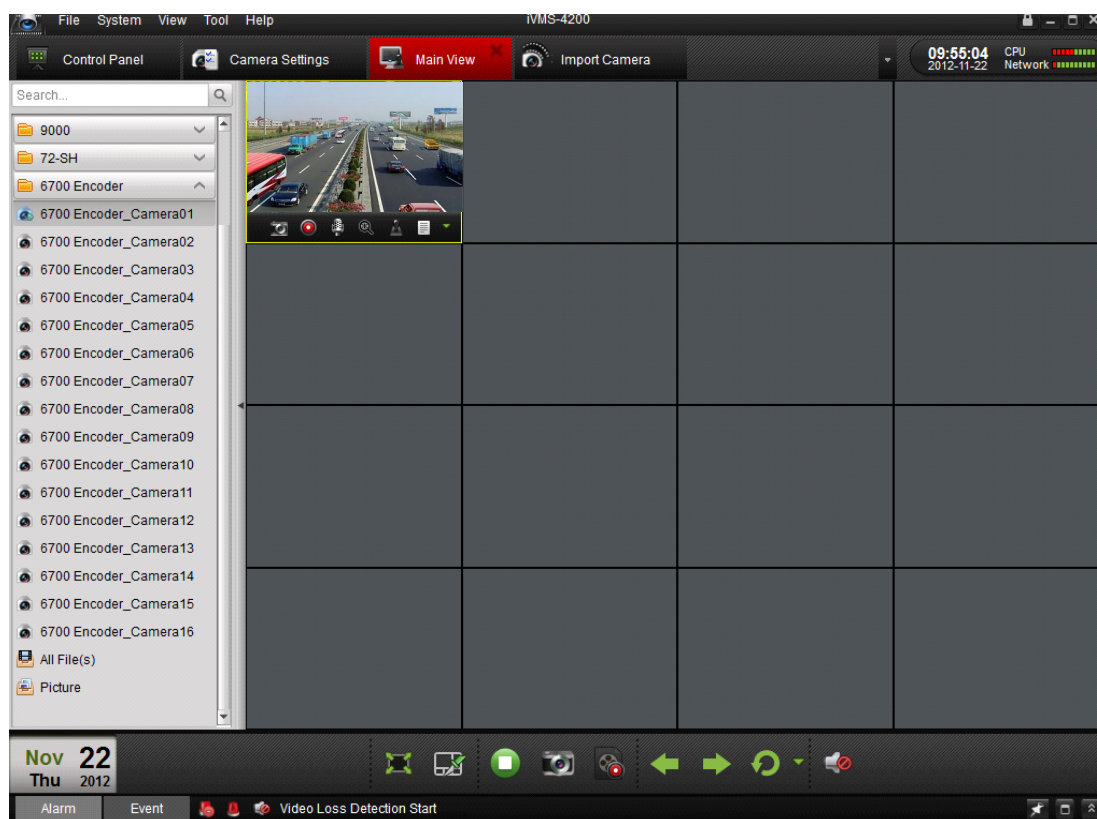 File System View Tool Help iVMS-4200
Control Panel Camera Settings Main View Import Camera
09:55:04 CPU
2012-11-22 Network
Search...
9000
72-SH
6700 Encoder
6700 Encoder_Camera01
6700 Encoder_Camera02
6700 Encoder_Camera03
6700 Encoder_Camera04
6700 Encoder_Camera05
6700 Encoder_Camera06
6700 Encoder_Camera07
6700 Encoder_Camera08
6700 Encoder_Camera09
6700 Encoder_Camera10
6700 Encoder_Camera11
6700 Encoder_Camera12
6700 Encoder_Camera13
6700 Encoder_Camera14
6700 Encoder_Camera15
6700 Encoder_Camera16
All File(s)
Picture
Nov 22
Thu 2012
Alarm Event Video Loss Detection Start